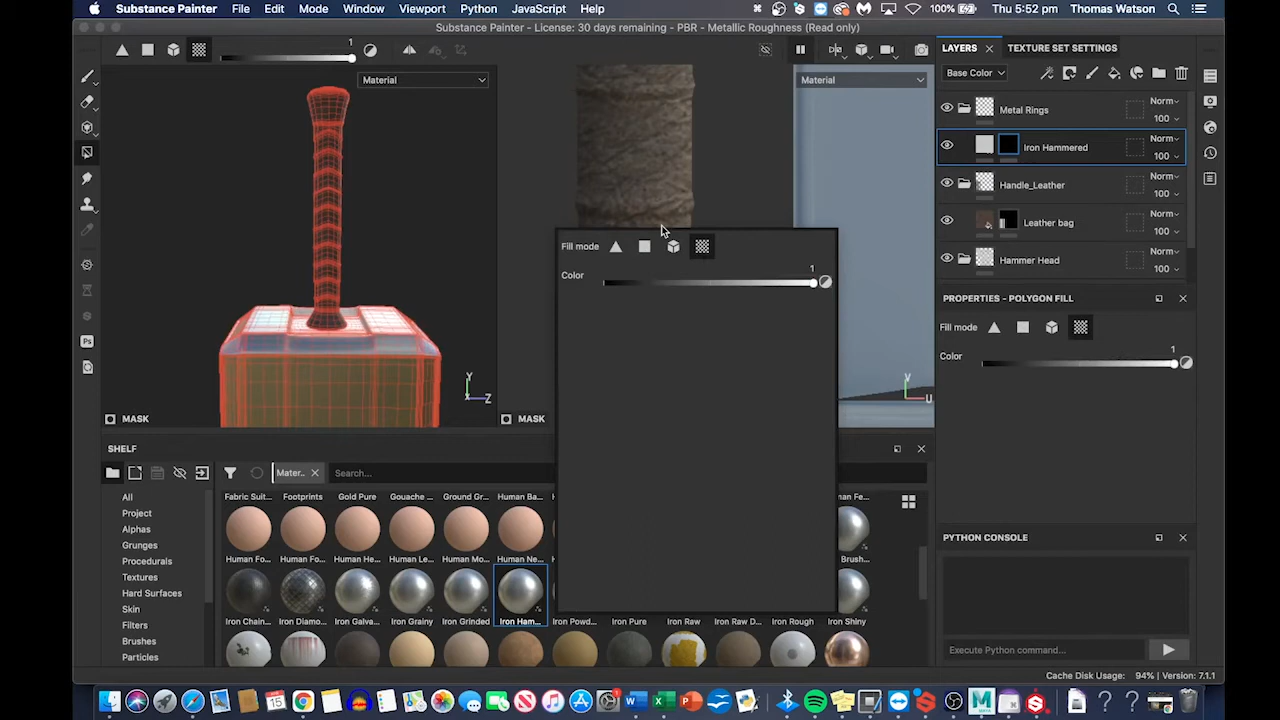 Substance Painter File Edit Mode Window Viewport Python JavaScript Help 100% Thu 5:52 pm Thomas Watson
Substance Painter - License: 30 days remaining - PBR - Metallic Roughness (Read only)
1
Material
Material
LAYERS
TEXTURE SET SETTINGS
Base Color
Metal Rings
Norm
100
Iron Hammered
Norm
100
Handle_Leather
Norm
100
Leather bag
Norm
100
Hammer Head
Norm
100
Fill mode
Color
1
PROPERTIES - POLYGON FILL
Fill mode
Color
1
Y
Z
V
U
MASK
MASK
SHELF
Mater..
Search...
All
Project
Alphas
Grunges
Procedurals
Textures
Hard Surfaces
Skin
Filters
Brushes
Particles
Fabric Suit... Footprints Gold Pure Gouache ... Ground Gr... Human Ba... Human Fe...
Human Fo... Human Fo... Human He... Human Le... Human Mo... Human Ne... Iron Brush...
Iron Chain... Iron Diamo... Iron Galva... Iron Grainy Iron Grinded Iron Ham... Iron Powd... Iron Pure Iron Raw Iron Raw D... Iron Rough Iron Shiny
PYTHON CONSOLE
Execute Python command...
Cache Disk Usage: 94% | Version: 7.1.1
Ps